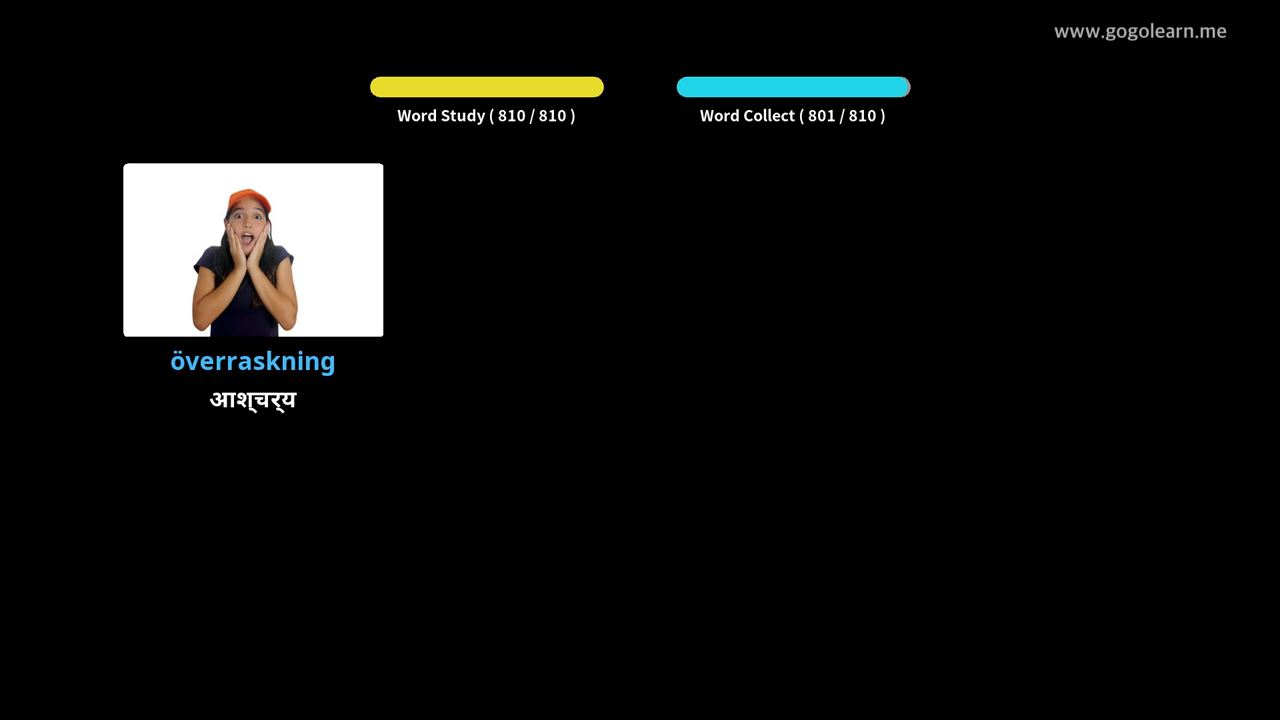 www.gogolearn.me
Word Study ( 810 / 810 )
Word Collect ( 801 / 810 )
överraskning
आश्चर्य